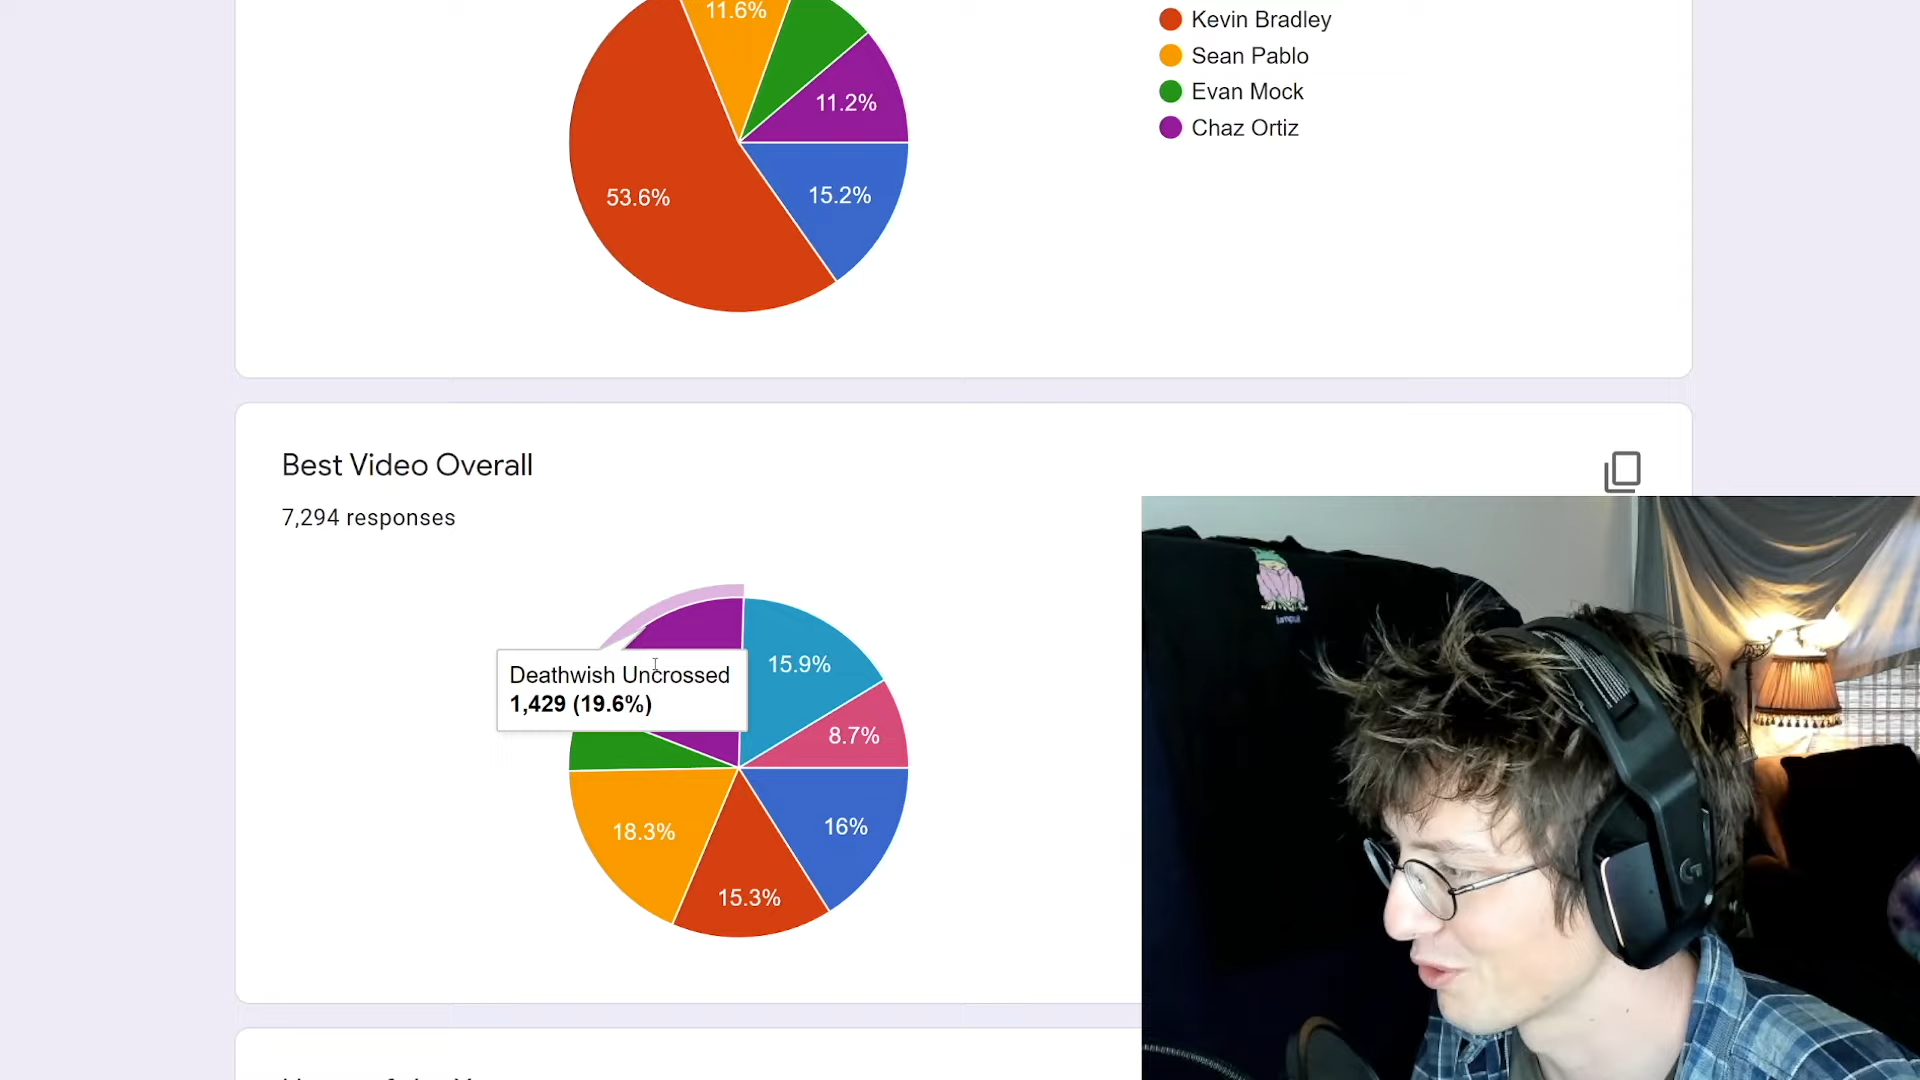 11.6%
Kevin Bradley
Sean Pablo
Evan Mock
11.2%
Chaz Ortiz
53.6%
15.2%
Best Video Overall
7,294 responses
Deathwish Uncrossed
1,429 (19.6%)
15.9%
8.7%
18.3%
16%
15.3%